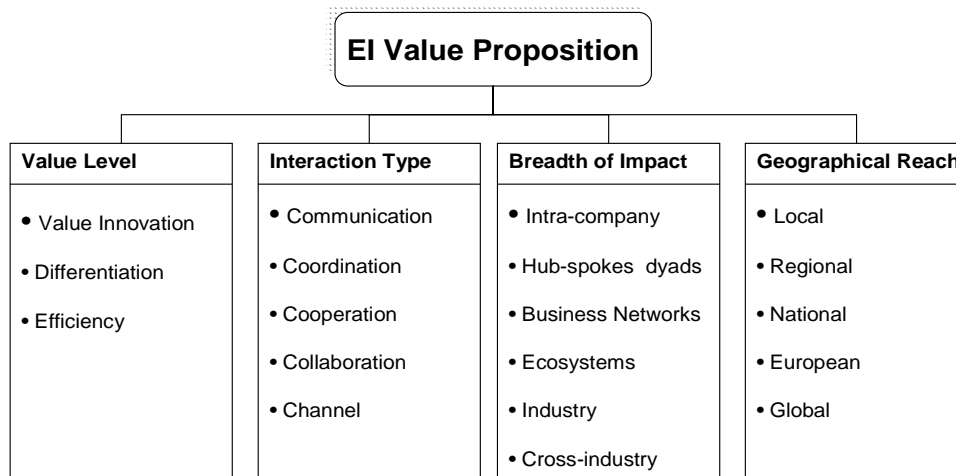 EI Value Proposition
Value Level
• Value Innovation
• Differentiation
• Efficiency
Interaction Type
• Communication
• Coordination
• Cooperation
• Collaboration
• Channel
Breadth of Impact
• Intra-company
• Hub-spokes dyads
• Business Networks
• Ecosystems
• Industry
• Cross-industry
Geographical Reach
• Local
• Regional
• National
• European
• Global